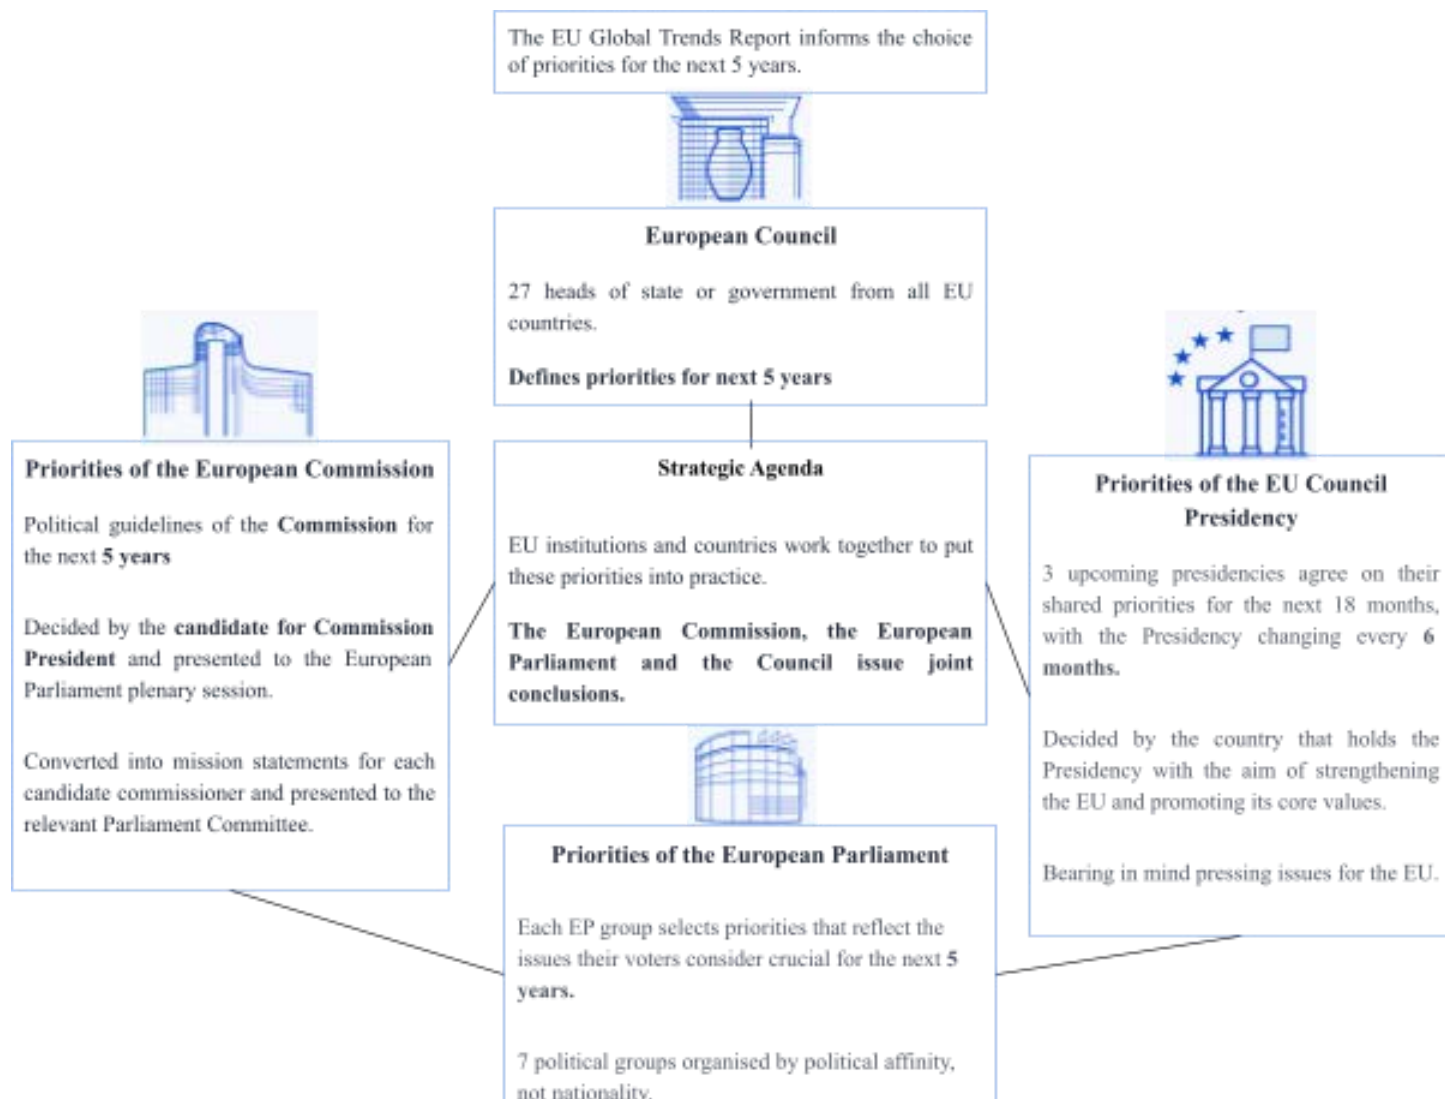 The EU Global Trends Report informs the choice
of priorities for the next 5 years.
European Council
27 heads of state or government from all EU
countries.
Defines priorities for next 5 years
Priorities of the European Commission
Political guidelines of the Commission for
the next 5 years
Decided by the candidate for Commission
President and presented to the European
Parliament plenary session.
Converted into mission statements for each
candidate commissioner and presented to the
relevant Parliament Committee.
Strategic Agenda
EU institutions and countries work together to put
these priorities into practice.
The European Commission, the European
Parliament and the Council issue joint
conclusions.
Priorities of the EU Council
Presidency
3 upcoming presidencies agree on their
shared priorities for the next 18 months,
with the Presidency changing every 6
months.
Decided by the country that holds the
Presidency with the aim of strengthening
the EU and promoting its core values.
Bearing in mind pressing issues for the EU.
Priorities of the European Parliament
Each EP group selects priorities that reflect the
issues their voters consider crucial for the next 5
years.
7 political groups organised by political affinity,
not nationality.